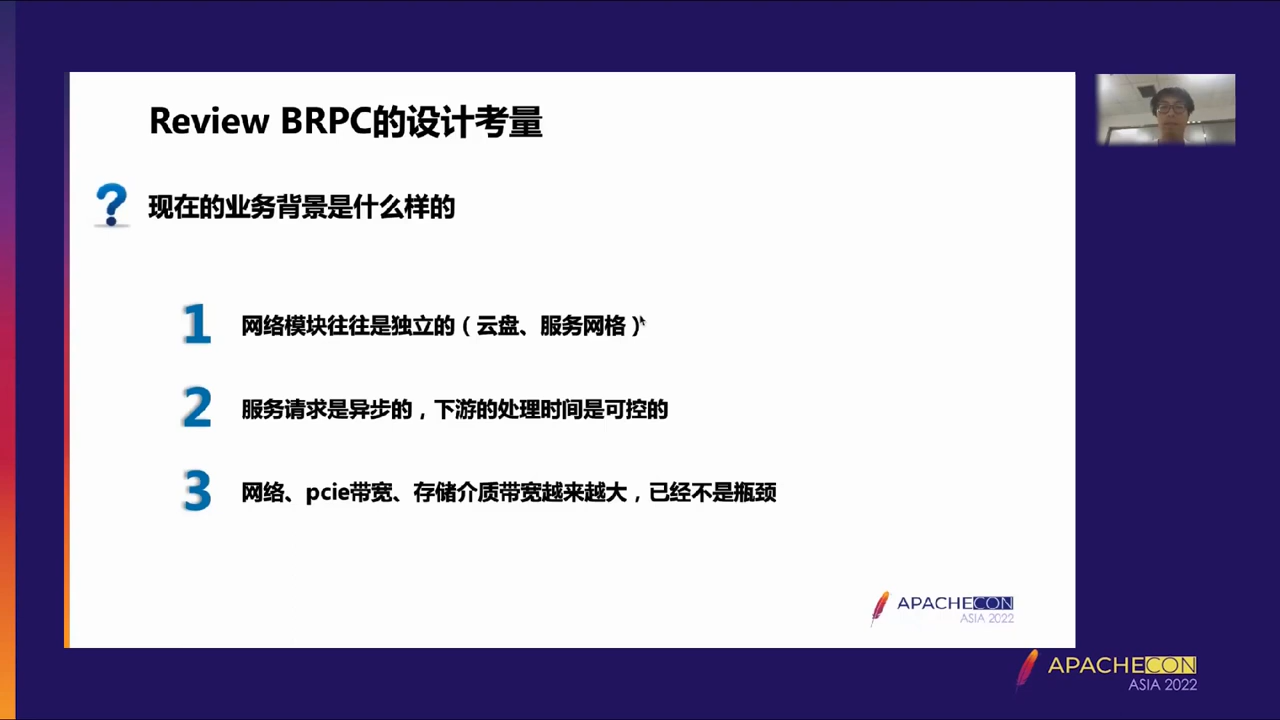 Review BRPC的设计考量
?
现在的业务背景是什么样的
1
网络模块往往是独立的（云盘、服务网格）
2
服务请求是异步的，下游的处理时间是可控的
3
网络、pcie带宽、存储介质带宽越来越大，已经不是瓶颈
APACHECON
ASIA 2022
APACHECON
ASIA 2022